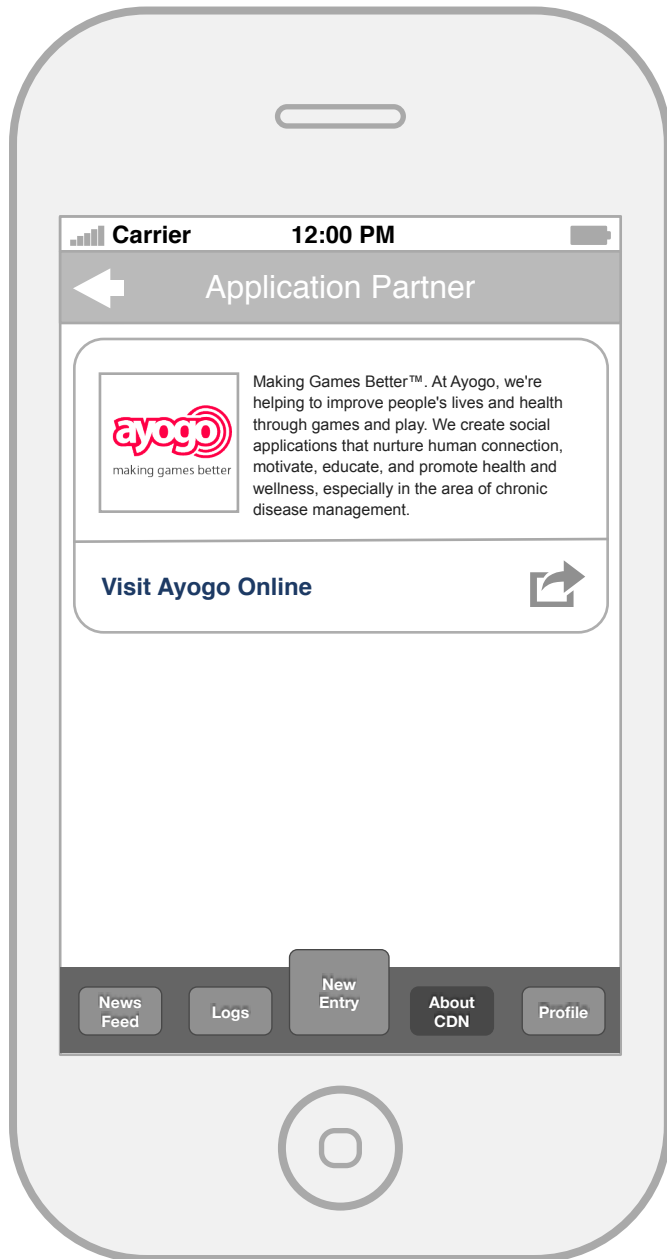 Carrier 12:00 PM
Application Partner
ayogo
making games better
Making Games Better™. At Ayogo, we're
helping to improve people's lives and health
through games and play. We create social
applications that nurture human connection,
motivate, educate, and promote health and
wellness, especially in the area of chronic
disease management.
Visit Ayogo Online
News
Feed
Logs
New
Entry
About
CDN
Profile